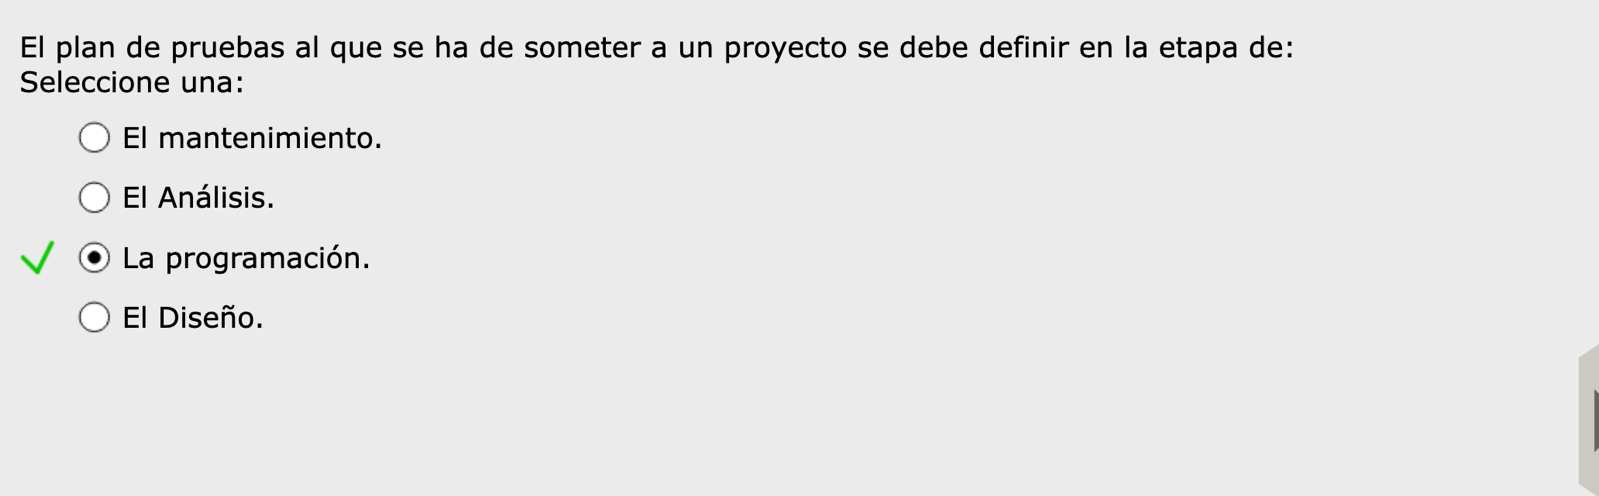 El plan de pruebas al que se ha de someter a un proyecto se debe definir en la etapa de:
Seleccione una:
El mantenimiento.
El Análisis.
La programación.
El Diseño.